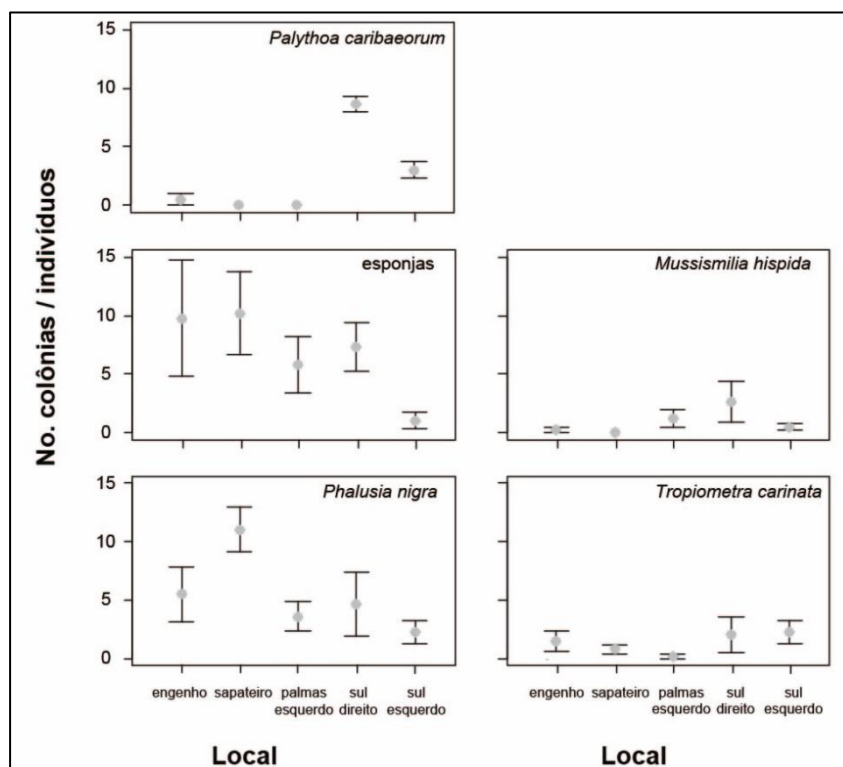 No. colônias / indivíduos
Palythoa caribaeorum
15
10
5
0
esponjas
15
10
5
0
Mussismilia hispida
Phalusia nigra
15
10
5
0
Tropiometra carinata
engenho sapateiro palmas esquerdo sul direito sul esquerdo
engenho sapateiro palmas esquerdo sul direito sul esquerdo
Local
Local